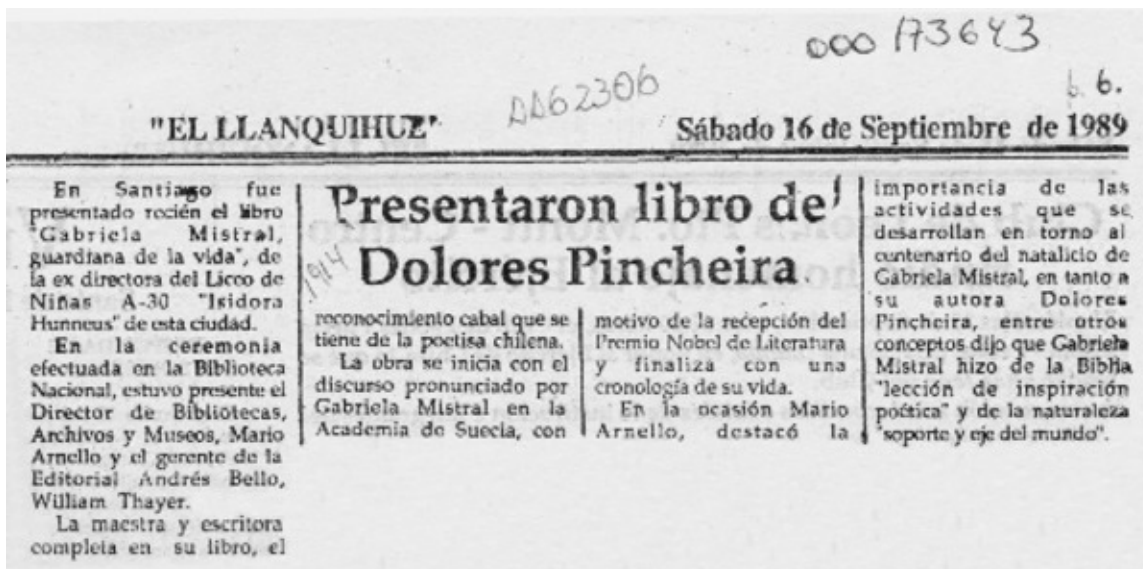 000 173643
AA62306
p. 6.
"EL LLANQUIHUE"
Sábado 16 de Septiembre de 1989
Presentaron libro de
Dolores Pincheira
1914
En Santiago fue
presentado recién el libro
"Gabriela Mistral,
guardiana de la vida", de
la ex directora del Liceo de
Niñas A-30 "Isidora
Hunneus" de esta ciudad.
En la ceremonia
efectuada en la Biblioteca
Nacional, estuvo presente el
Director de Bibliotecas,
Archivos y Museos, Mario
Arnello y el gerente de la
Editorial Andrés Bello,
William Thayer.
La maestra y escritora
completa en su libro, el
reconocimiento cabal que se
tiene de la poetisa chilena.
La obra se inicia con el
discurso pronunciado por
Gabriela Mistral en la
Academia de Suecia, con
motivo de la recepción del
Premio Nobel de Literatura
y finaliza con una
cronología de su vida.
En la ocasión Mario
Arnello, destacó la
importancia de las
actividades que se
desarrollan en torno al
centenario del natalicio de
Gabriela Mistral, en tanto a
su autora Dolores
Pincheira, entre otros
conceptos dijo que Gabriela
Mistral hizo de la Biblia
"lección de inspiración
poética" y de la naturaleza
"soporte y eje del mundo".